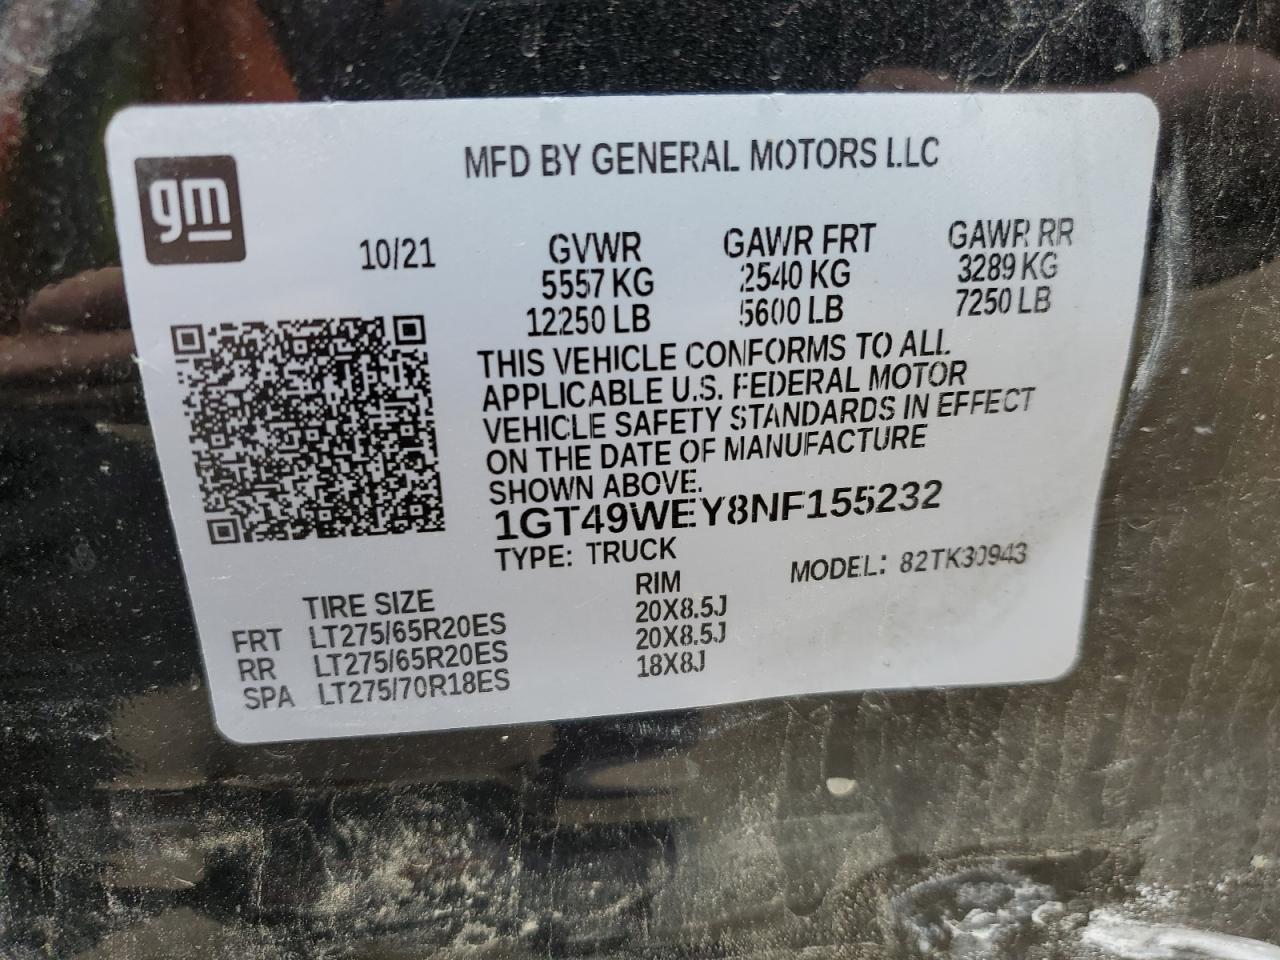 MFD BY GENERAL MOTORS LLC
gm
10/21 GVWR GAWR FRT GAWR RR
5557 KG 2540 KG 3289 KG
12250 LB 5600 LB 7250 LB
THIS VEHICLE CONFORMS TO ALL
APPLICABLE U.S. FEDERAL MOTOR
VEHICLE SAFETY STANDARDS IN EFFECT
ON THE DATE OF MANUFACTURE
SHOWN ABOVE.
1GT49WEY8NF155232
TYPE: TRUCK MODEL: 82TK30943
TIRE SIZE RIM
FRT LT275/65R20ES 20X8.5J
RR LT275/65R20ES 20X8.5J
SPA LT275/70R18ES 18X8J